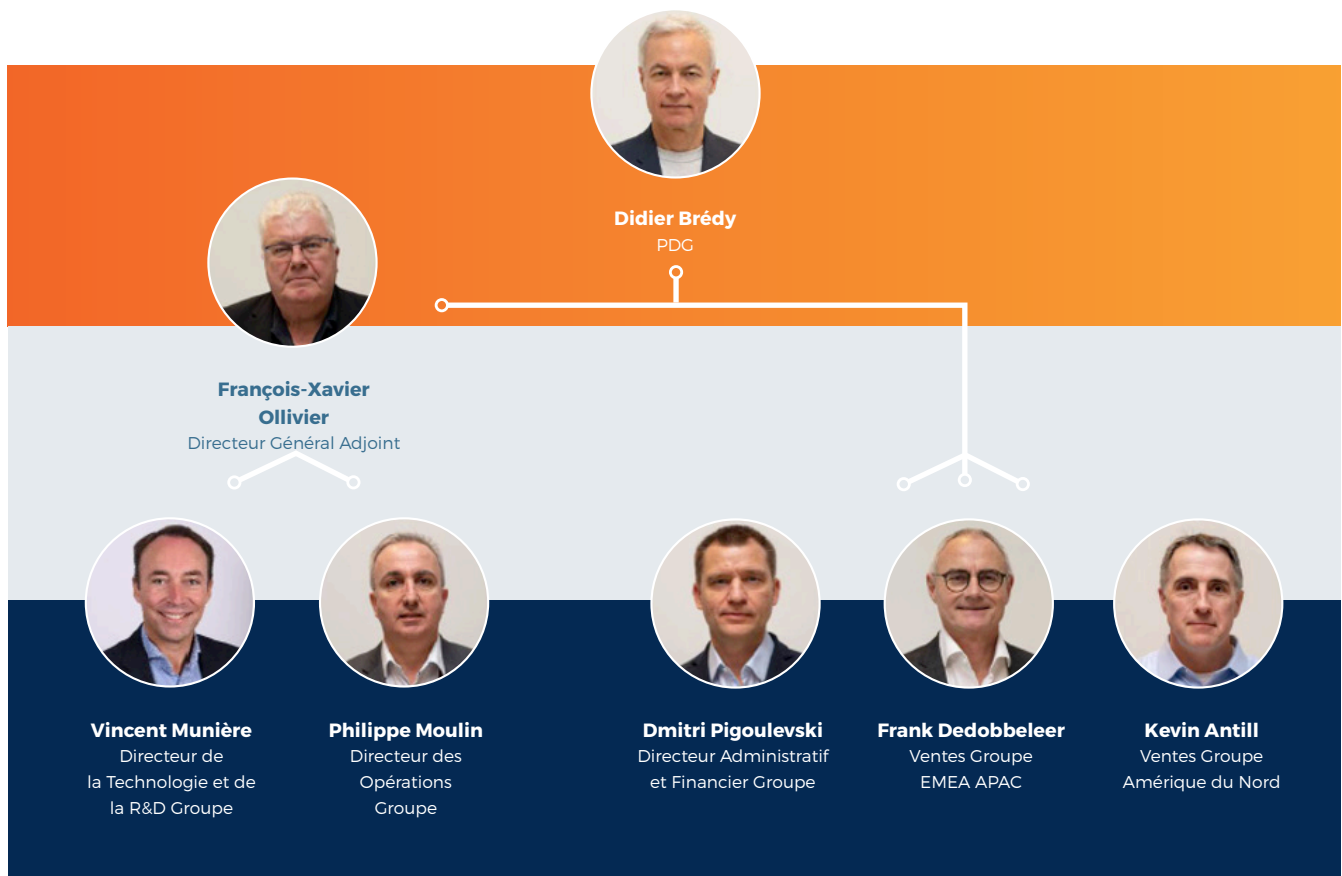 Didier Brédy
PDG
François-Xavier
Ollivier
Directeur Général Adjoint
Vincent Munière
Directeur de
la Technologie et de
la R&D Groupe
Philippe Moulin
Directeur des
Opérations
Groupe
Dmitri Pigoulevski
Directeur Administratif
et Financier Groupe
Frank Dedobbeleer
Ventes Groupe
EMEA APAC
Kevin Antill
Ventes Groupe
Amérique du Nord